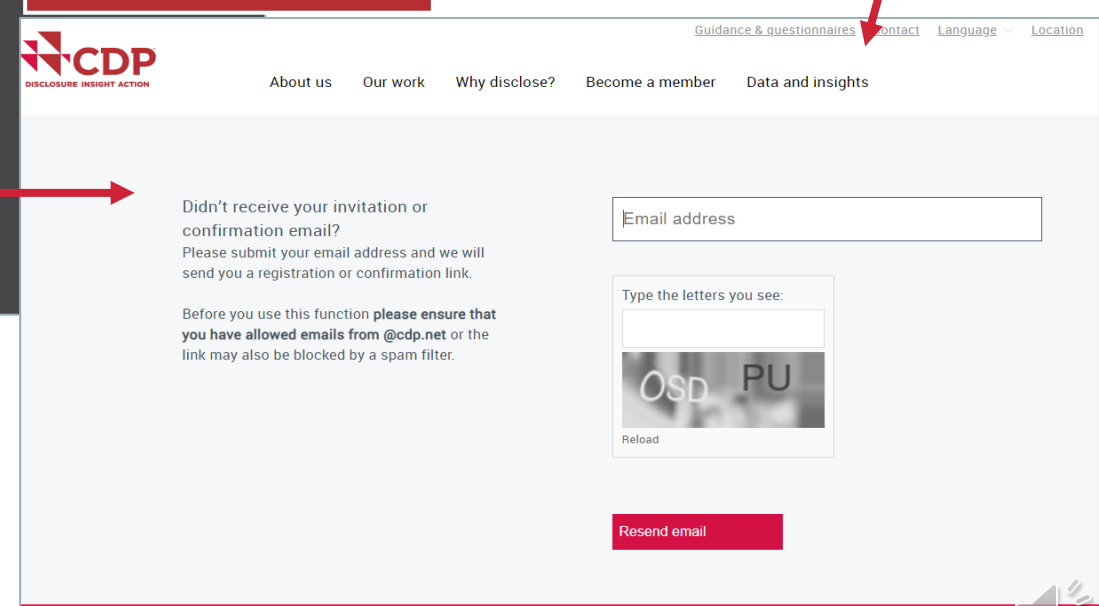 Guidance & questionnaires Contact Language Location
CDP
DISCLOSURE INSIGHT ACTION
About us Our work Why disclose? Become a member Data and insights
Didn't receive your invitation or
confirmation email?
Please submit your email address and we will
send you a registration or confirmation link.
Before you use this function please ensure that
you have allowed emails from @cdp.net or the
link may also be blocked by a spam filter.
Email address
Type the letters you see:
OSD PU
Reload
Resend email